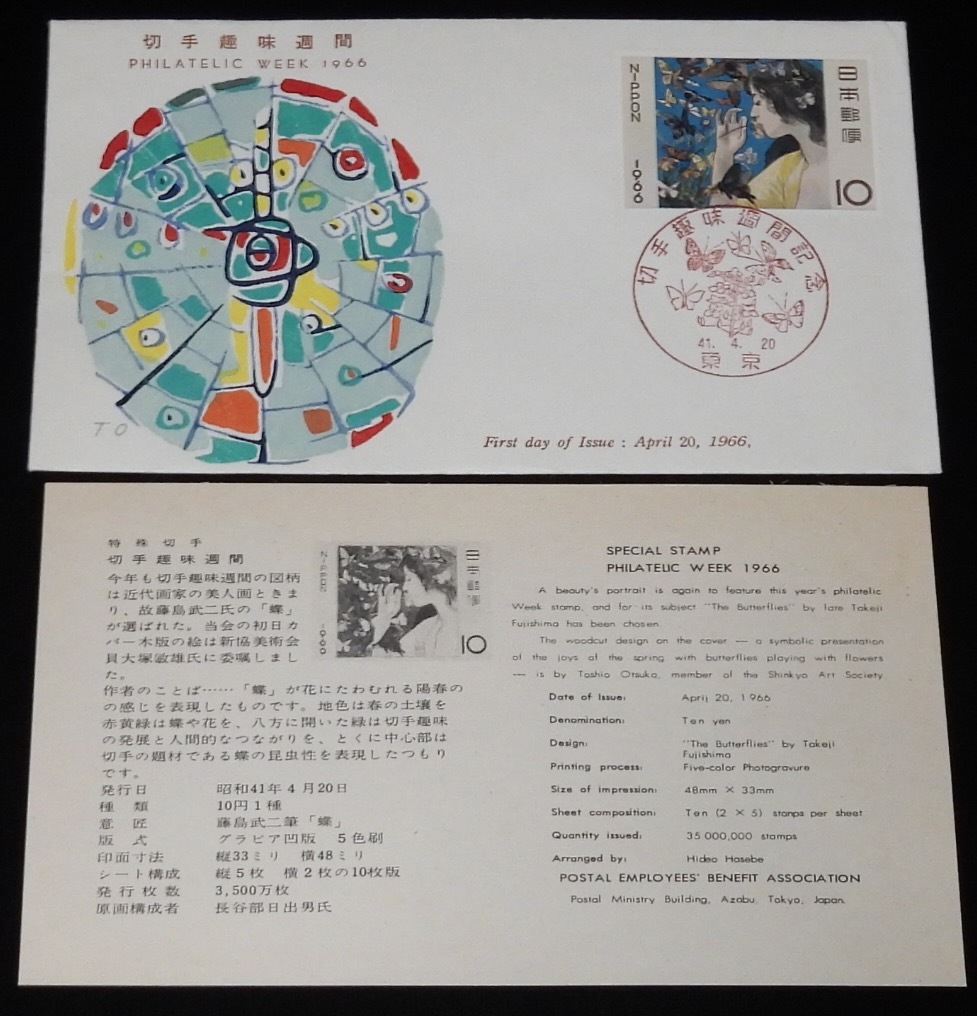 切手趣味週間
PHILATELIC WEEK 1966
NIPPON 1966
日本郵便
10
切手趣味週間記念
41. 4. 20
東京
TO
First day of Issue : April 20, 1966,
特殊切手
切手趣味週間
今年も切手趣味週間の図柄
は近代画家の美人画ときま
り、故藤島武二氏の「蝶」
が選ばれた。当会の初日カ
バー木版の絵は新協美術会
員大塚敏雄氏に委嘱しまし
た。
作者のことば……「蝶」が花にたわむれる陽春の
の感じを表現したものです。地色は春の土壌を
赤黄緑は蝶や花を、八方に開いた緑は切手趣味
の発展と人間的なつながりを、とくに中心部は
切手の題材である蝶の昆虫性を表現したつもり
です。
発行日 昭和41年4月20日
種類 10円1種
意匠 藤島武二筆「蝶」
版式 グラビア凹版 5色刷
印面寸法 縦33ミリ 横48ミリ
シート構成 縦5枚 横2枚の10枚版
発行枚数 3,500万枚
原画構成者 長谷部日出男氏
NIPPON 1966
日本郵便
10
SPECIAL STAMP
PHILATELIC WEEK 1966
A beauty's portrait is again to feature this year's philatelic
Week stamp, and for its subject "The Butterflies" by late Takeji
Fujishima has been chosen.
The woodcut design on the cover — a symbolic presentation
of the joys of the spring with butterflies playing with flowers
— is by Toshio Otsuka, member of the Shinkyo Art Society
Date of Issue: April 20, 1966
Denomination: Ten yen
Design: "The Butterflies" by Takeji
Fujishima
Printing process: Five-color Photogravure
Size of impression: 48mm × 33mm
Sheet composition: Ten (2 × 5) stanps per sheet
Quantity issued: 35.000,000 stamps
Arranged by: Hideo Hasebe
POSTAL EMPLOYEES' BENEFIT ASSOCIATION
Postal Ministry Building, Azabu, Tokyo, Japan.